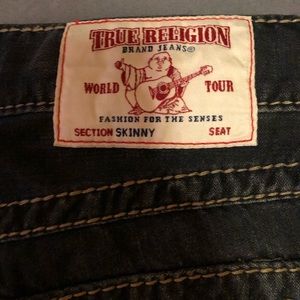 TRUE RELIGION
BRAND JEANS®
WORLD TOUR
FASHION FOR THE SENSES
SECTION SKINNY SEAT